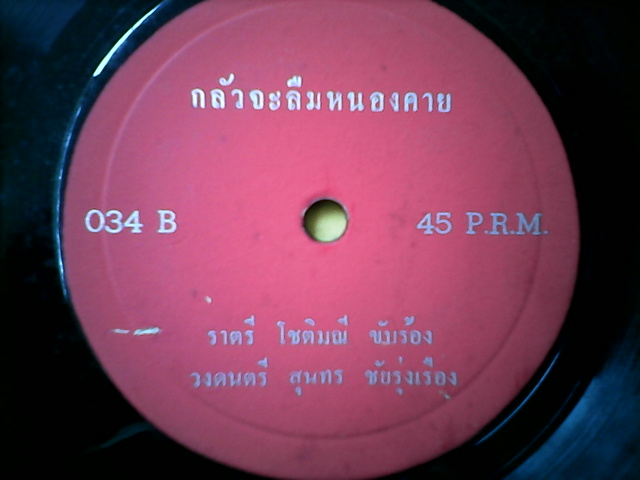 กลัวจะลืมหนองคาย
034 B 45 P.R.M.
ราตรี โชติมณี ขับร้อง
วงดนตรี สุนทร ชัยรุ่งเรือง